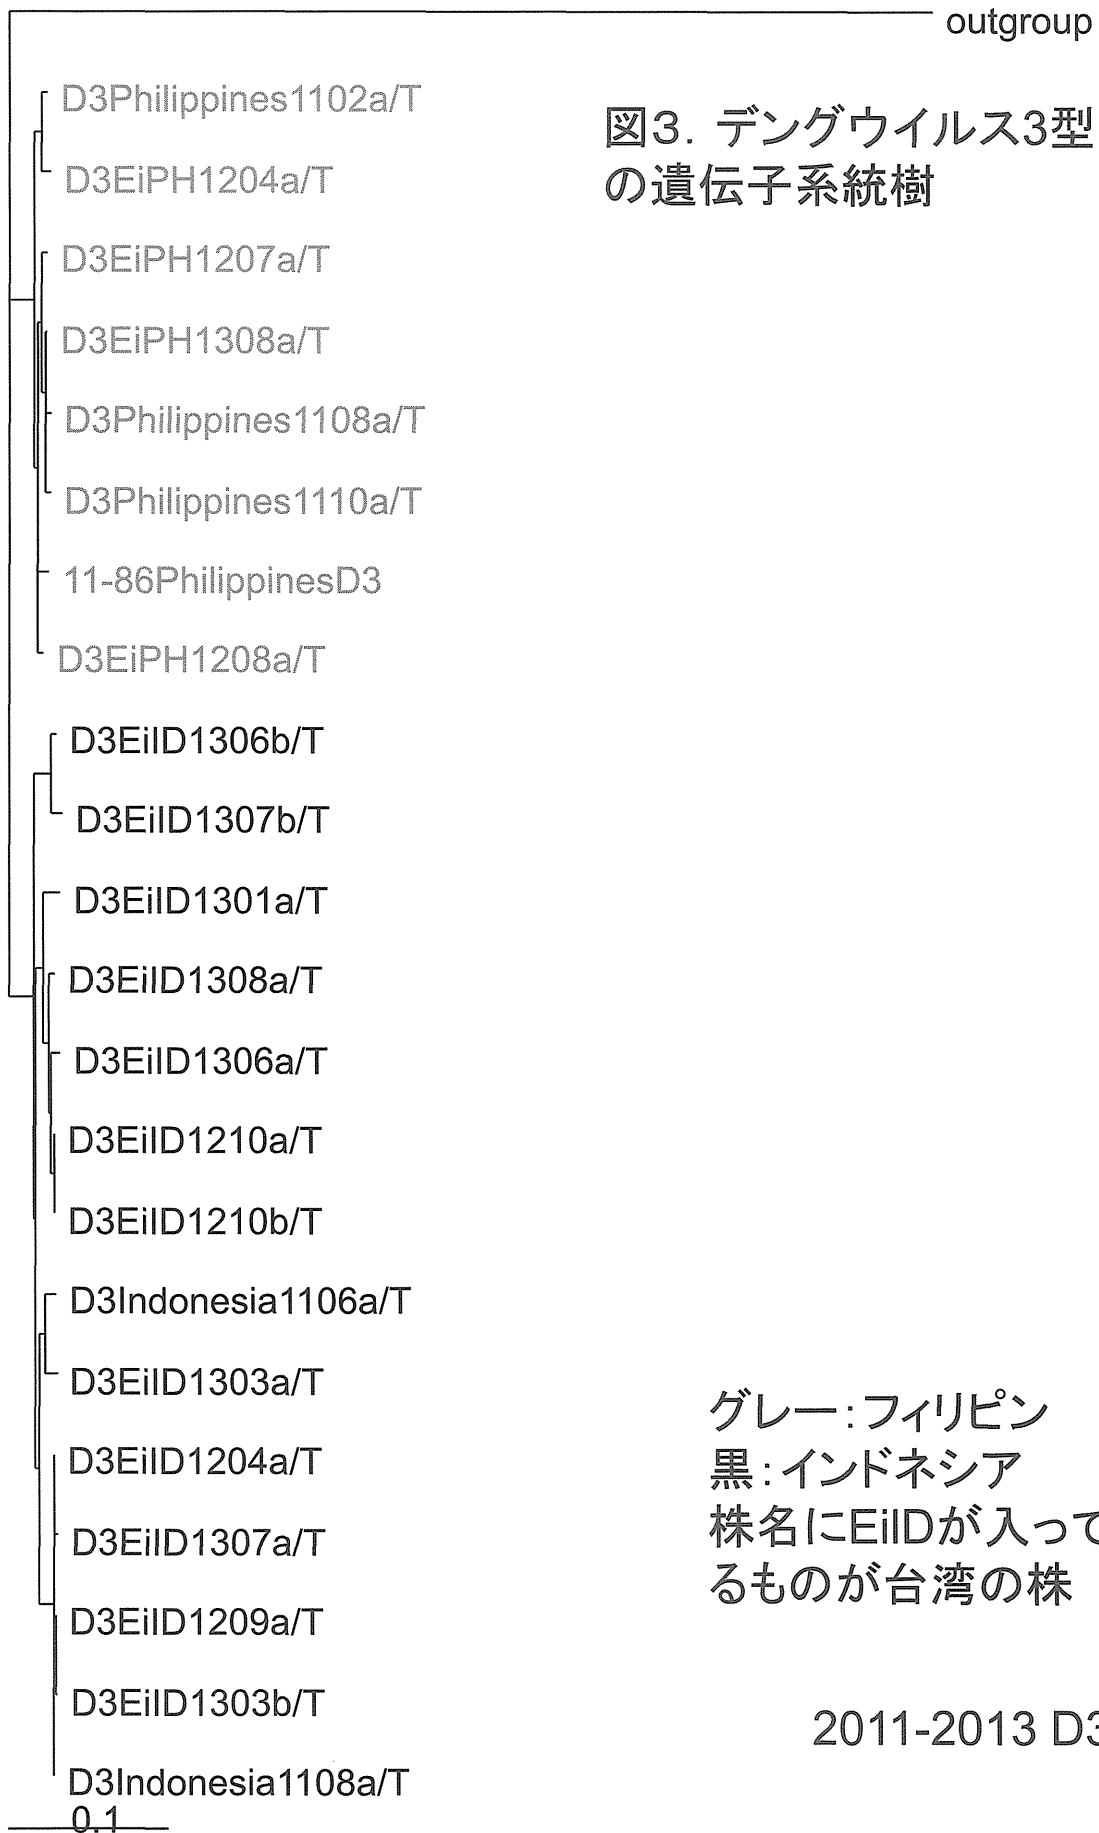 outgroup
図3. デングウイルス3型
の遺伝子系統樹
D3Philippines1102a/T
D3EiPH1204a/T
D3EiPH1207a/T
D3EiPH1308a/T
D3Philippines1108a/T
D3Philippines1110a/T
11-86PhilippinesD3
D3EiPH1208a/T
D3EiID1306b/T
D3EiID1307b/T
D3EiID1301a/T
D3EiID1308a/T
D3EiID1306a/T
D3EiID1210a/T
D3EiID1210b/T
D3Indonesia1106a/T
D3EiID1303a/T
D3EiID1204a/T
D3EiID1307a/T
D3EiID1209a/T
D3EiID1303b/T
D3Indonesia1108a/T
0.1
グレー：フィリピン
黒：インドネシア
株名にEiIDが入って
るものが台湾の株
2011-2013 D3